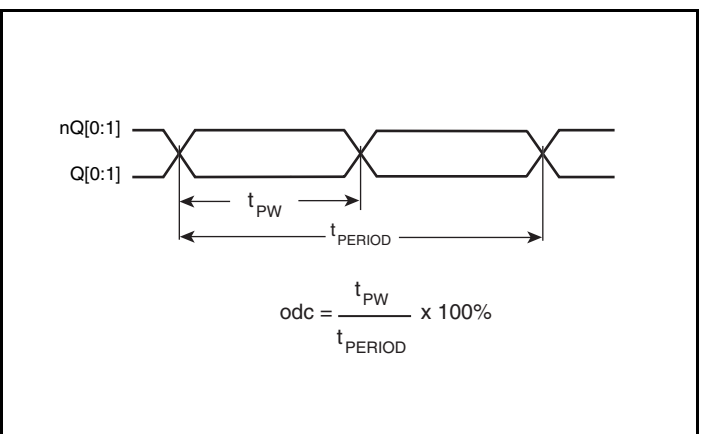 nQ[0:1]
Q[0:1]
tPW
tPERIOD
odc = tPW / tPERIOD x 100%